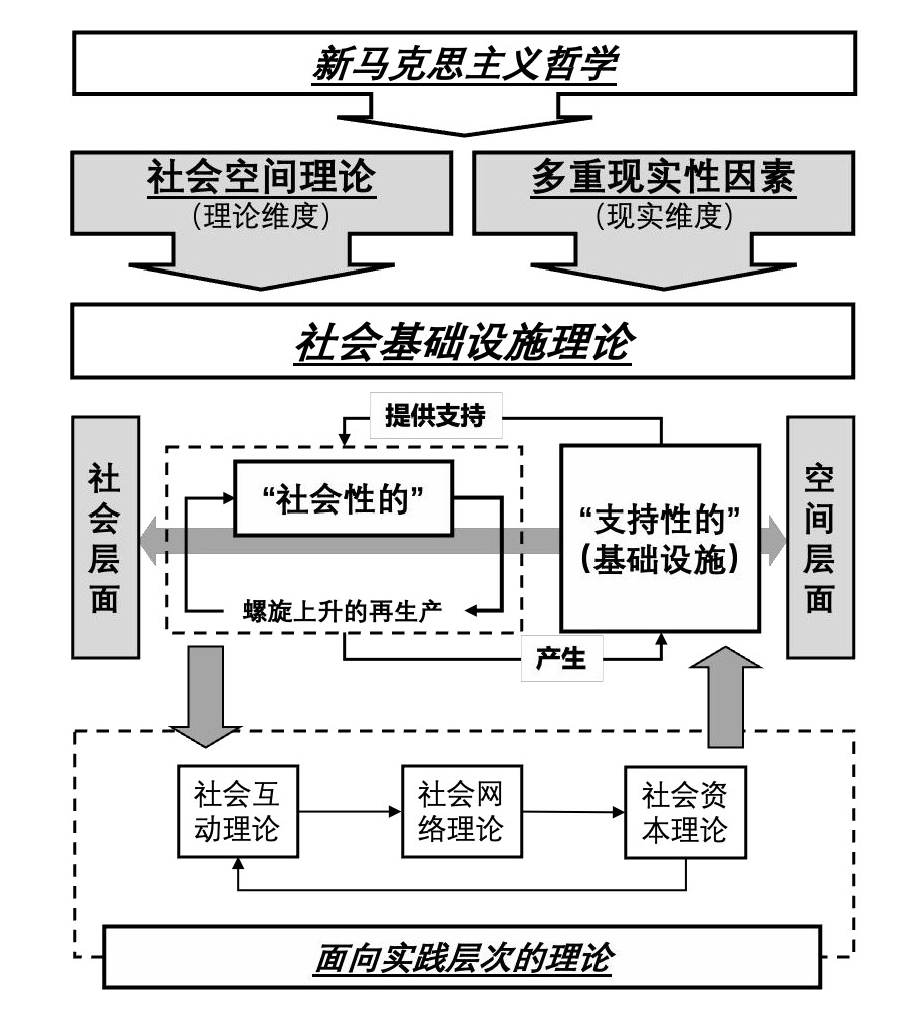 新马克思主义哲学
社会空间理论
（理论维度）
多重现实性因素
（现实维度）
社会基础设施理论
社会层面
提供支持
“社会性的”
螺旋上升的再生产
“支持性的”
（基础设施）
产生
空间层面
社会互
动理论
社会网
络理论
社会资
本理论
面向实践层次的理论